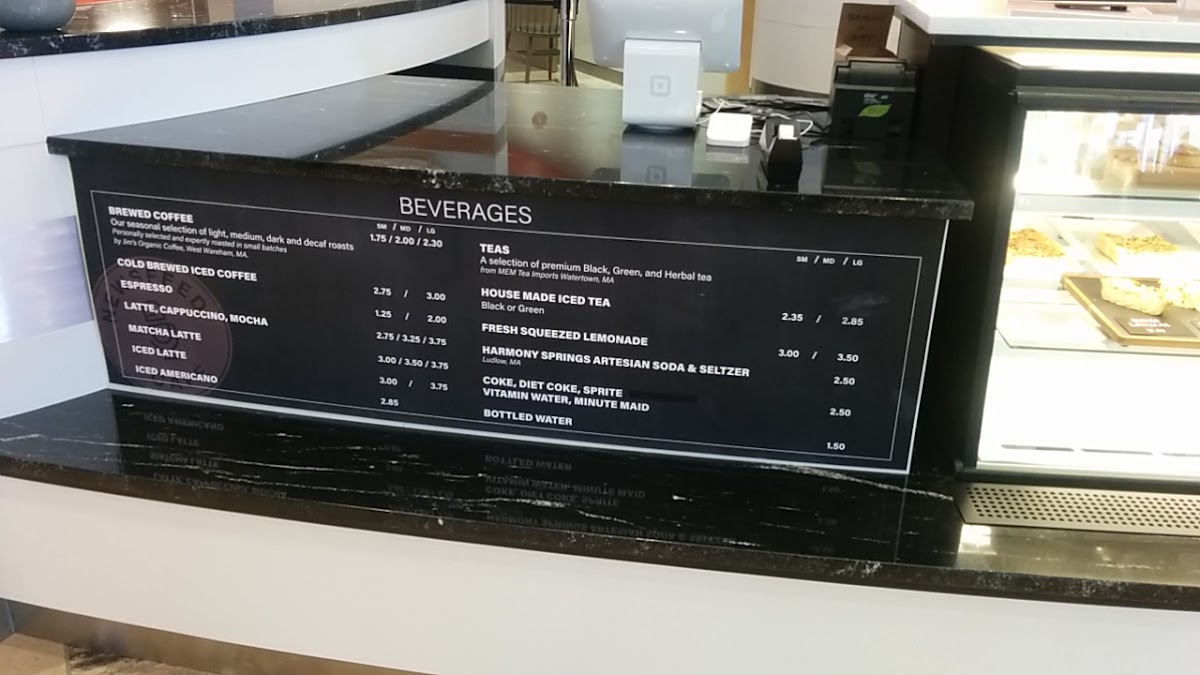 BEVERAGES
BREWED COFFEE
SM / MD / LG
Our seasonal selection of light, medium, dark and decaf roasts
1.75 / 2.00 / 2.30
Personally selected and expertly roasted in small batches
by Jim's Organic Coffee, West Wareham, MA.
COLD BREWED ICED COFFEE
2.75 / 3.00
ESPRESSO
1.25 / 2.00
LATTE, CAPPUCCINO, MOCHA
2.75 / 3.25 / 3.75
MATCHA LATTE
3.00 / 3.50 / 3.75
ICED LATTE
3.00 / 3.75
ICED AMERICANO
2.85
TEAS
SM / MD / LG
A selection of premium Black, Green, and Herbal tea
from MEM Tea Imports Watertown, MA
HOUSE MADE ICED TEA
2.35 / 2.85
Black or Green
FRESH SQUEEZED LEMONADE
3.00 / 3.50
HARMONY SPRINGS ARTESIAN SODA & SELTZER
2.50
Ludlow, MA
COKE, DIET COKE, SPRITE
VITAMIN WATER, MINUTE MAID
2.50
BOTTLED WATER
1.50